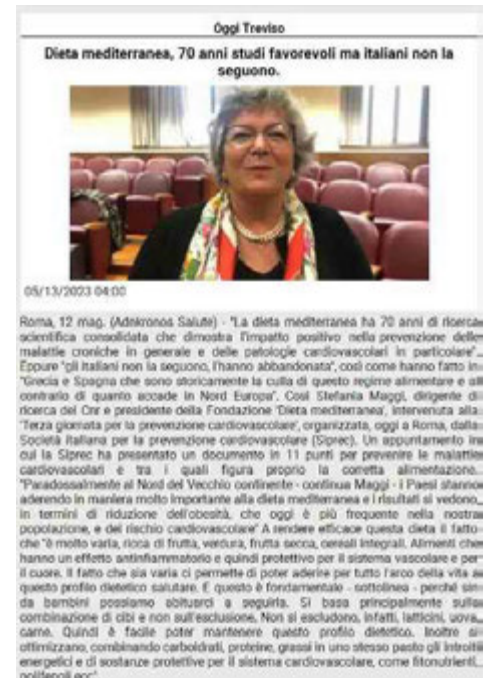 Oggi Treviso
Dieta mediterranea, 70 anni studi favorevoli ma italiani non la
seguono.
05/13/2023 04:00
Roma, 12 mag. (Adnkronos Salute) - "La dieta mediterranea ha 70 anni di ricerca
scientifica consolidata che dimostra l'impatto positivo nella prevenzione delle
malattie croniche in generale e delle patologie cardiovascolari in particolare".
Eppure "gli italiani non la seguono, l'hanno abbandonata", così come hanno fatto in
"Grecia e Spagna che sono storicamente la culla di questo regime alimentare e al
contrario di quanto accade in Nord Europa". Così Stefania Maggi, dirigente di
ricerca del Cnr e presidente della Fondazione 'Dieta mediterranea', intervenuta alla
'Terza giornata per la prevenzione cardiovascolare', organizzata, oggi a Roma, dalla
Società italiana per la prevenzione cardiovascolare (Siprec). Un appuntamento in
cui la Siprec ha presentato un documento in 11 punti per prevenire le malattie
cardiovascolari e tra i quali figura proprio la corretta alimentazione.
"Paradossalmente al Nord del Vecchio continente - continua Maggi - i Paesi stanno
aderendo in maniera molto importante alla dieta mediterranea e i risultati si vedono,
in termini di riduzione dell'obesità, che oggi è più frequente nella nostra
popolazione, e del rischio cardiovascolare" A rendere efficace questa dieta il fatto
che "è molto varia, ricca di frutta, verdura, frutta secca, cereali integrali. Alimenti che
hanno un effetto antinfiammatorio e quindi protettivo per il sistema vascolare e per
il cuore. Il fatto che sia varia ci permette di poter aderire per tutto l'arco della vita a
questo profilo dietetico salutare. E questo è fondamentale - sottolinea - perché sin
da bambini possiamo abituarci a seguirla. Si basa principalmente sulla
combinazione di cibi e non sull'esclusione. Non si escludono, infatti, latticini, uova,
carne. Quindi è facile poter mantenere questo profilo dietetico. Inoltre si
ottimizzano, combinando carboidrati, proteine, grassi in uno stesso pasto gli introiti
energetici e di sostanze protettive per il sistema cardiovascolare, come fitonutrienti,
polifenoli ecc".